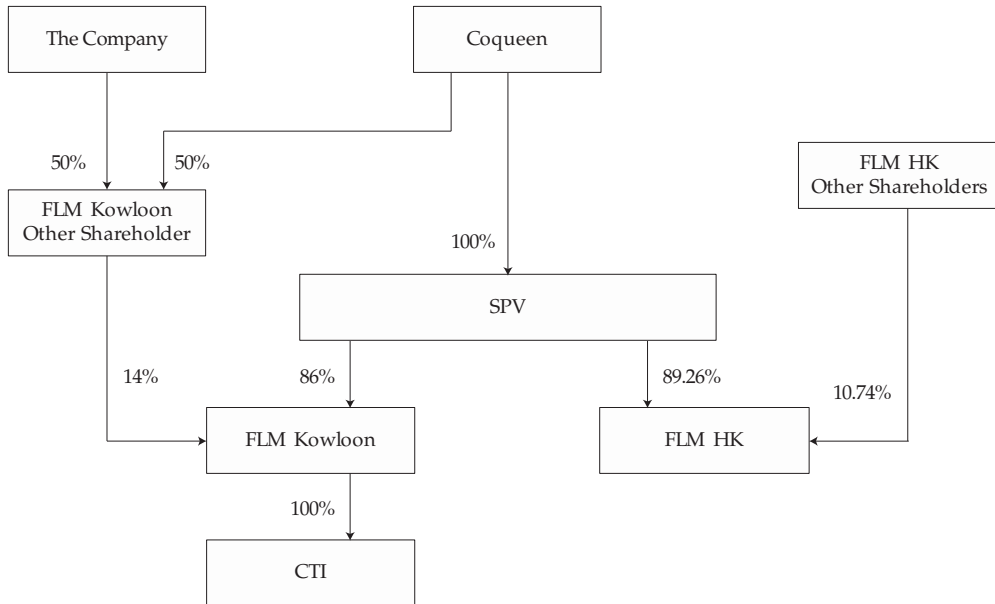 The Company
Coqueen
50%
50%
FLM HK
Other Shareholders
FLM Kowloon
Other Shareholder
100%
SPV
14%
86%
89.26%
10.74%
FLM Kowloon
FLM HK
100%
CTI